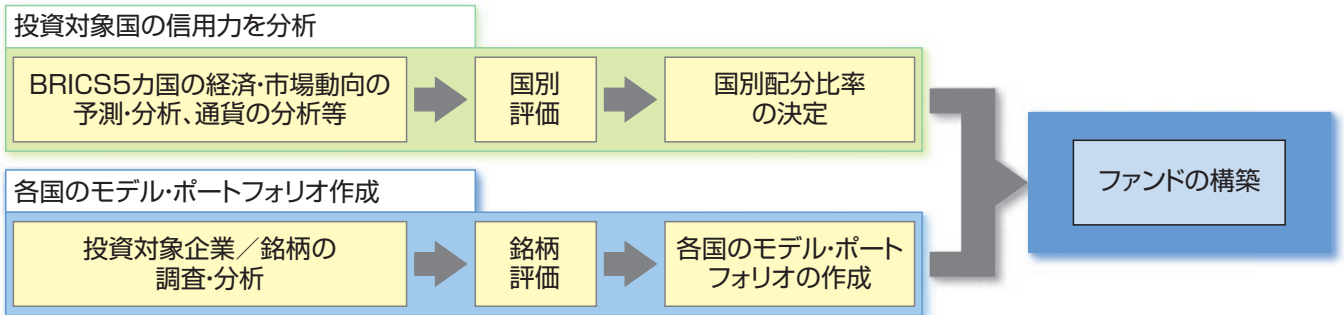 投資対象国の信用力を分析
BRICS5カ国の経済・市場動向の
予測・分析、通貨の分析等
国別
評価
国別配分比率
の決定
各国のモデル・ポートフォリオ作成
投資対象企業／銘柄の
調査・分析
銘柄
評価
各国のモデル・ポート
フォリオの作成
ファンドの構築